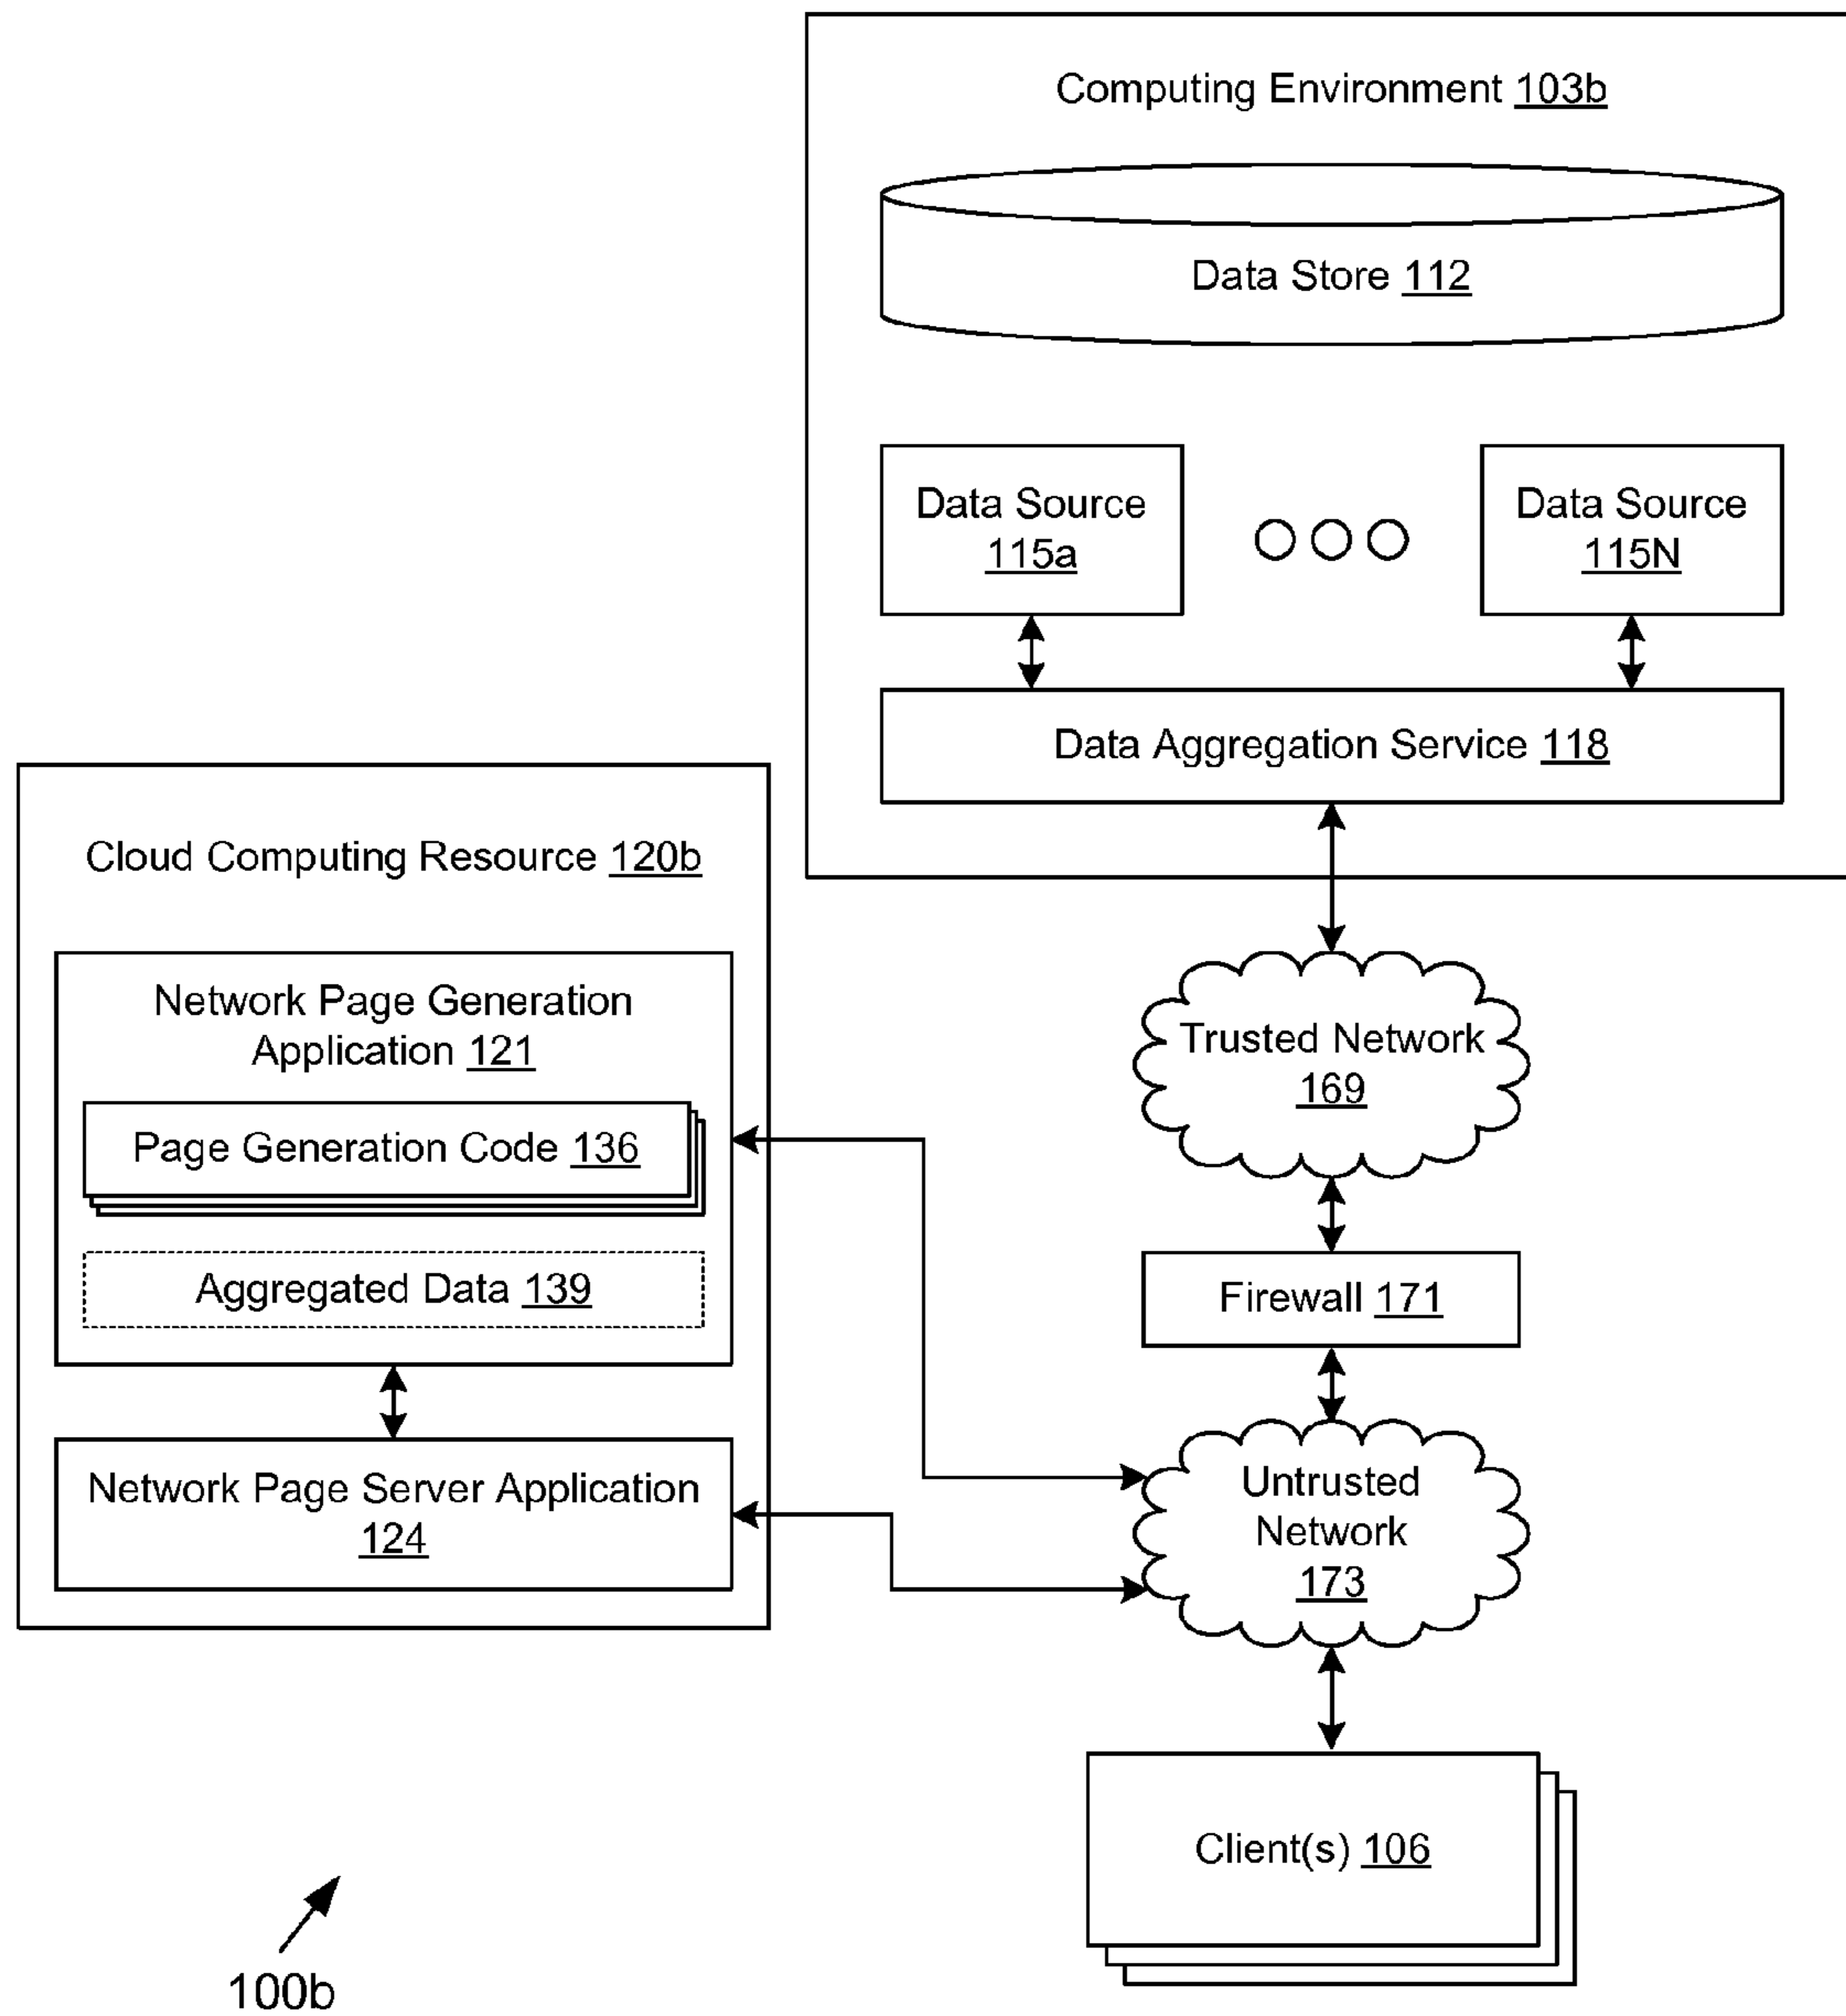 Computing Environment 103b
Data Store 112
Data Source
115a
Data Source
115N
Data Aggregation Service 118
Cloud Computing Resource 120b
Network Page Generation
Application 121
Page Generation Code 136
Aggregated Data 139
Network Page Server Application
124
Trusted Network
169
Firewall 171
Untrusted
Network
173
Client(s) 106
100b